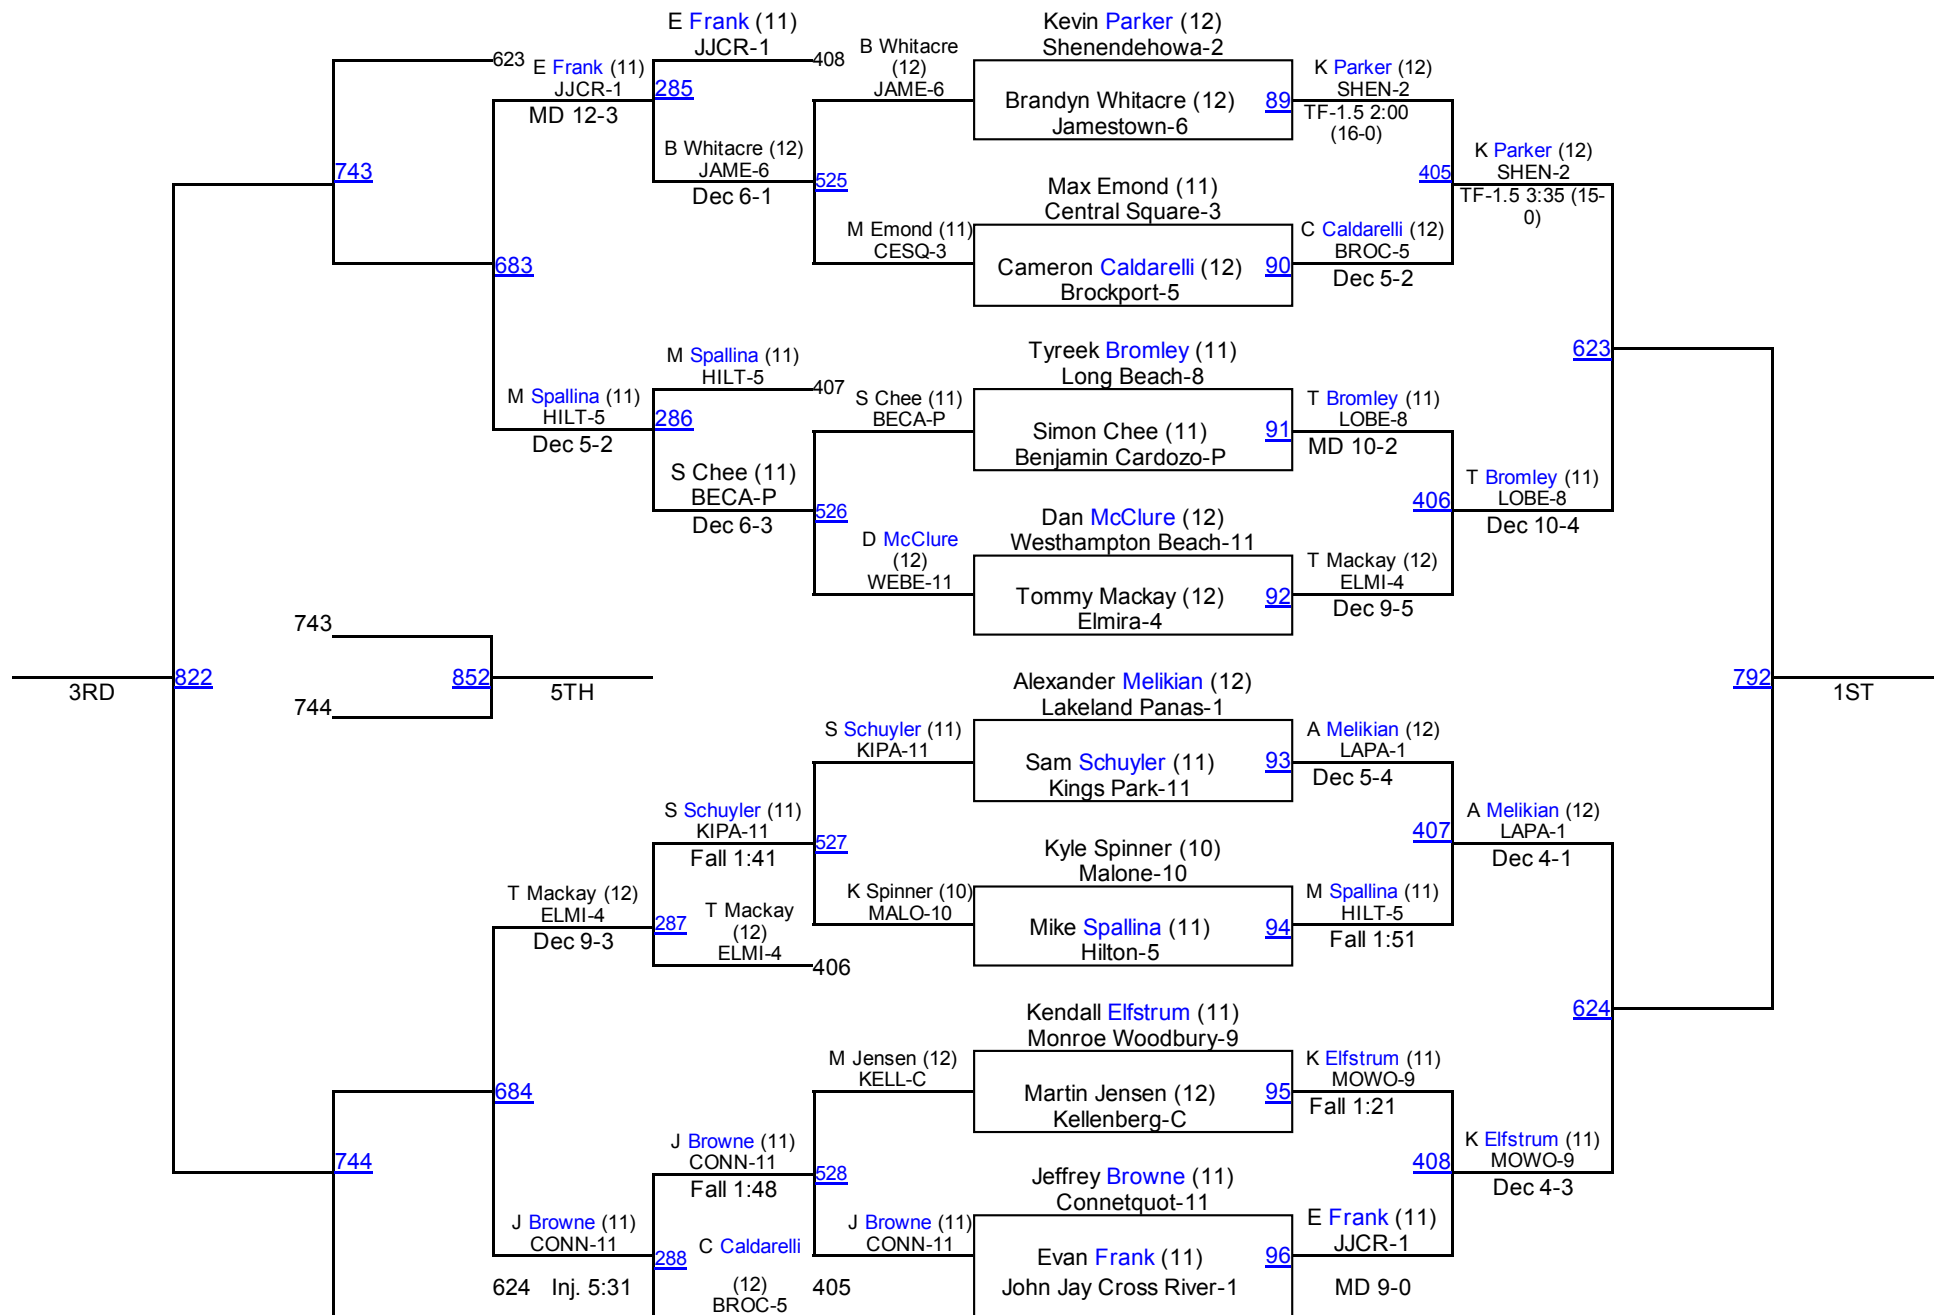 E Frank (11)
JJCR-1
408
623
E Frank (11)
JJCR-1
MD 12-3
285
B Whitacre
(12)
JAME-6
Kevin Parker (12)
Shenendehowa-2
Brandyn Whitacre (12)
Jamestown-6
89
K Parker (12)
SHEN-2
TF-1.5 2:00
(16-0)
B Whitacre (12)
JAME-6
Dec 6-1
525
743
405
K Parker (12)
SHEN-2
TF-1.5 3:35 (15-
0)
Max Emond (11)
Central Square-3
M Emond (11)
CESQ-3
Cameron Caldarelli (12)
Brockport-5
90
C Caldarelli (12)
BROC-5
Dec 5-2
683
M Spallina (11)
HILT-5
407
M Spallina (11)
HILT-5
Dec 5-2
286
S Chee (11)
BECA-P
Tyreek Bromley (11)
Long Beach-8
Simon Chee (11)
Benjamin Cardozo-P
91
T Bromley (11)
LOBE-8
MD 10-2
623
S Chee (11)
BECA-P
Dec 6-3
526
406
T Bromley (11)
LOBE-8
Dec 10-4
D McClure
(12)
WEBE-11
Dan McClure (12)
Westhampton Beach-11
Tommy Mackay (12)
Elmira-4
92
T Mackay (12)
ELMI-4
Dec 9-5
743
3RD
822
852
5TH
744
792
1ST
S Schuyler (11)
KIPA-11
Alexander Melikian (12)
Lakeland Panas-1
Sam Schuyler (11)
Kings Park-11
93
A Melikian (12)
LAPA-1
Dec 5-4
S Schuyler (11)
KIPA-11
Fall 1:41
527
407
A Melikian (12)
LAPA-1
Dec 4-1
T Mackay (12)
ELMI-4
Dec 9-3
287
T Mackay
(12)
ELMI-4
406
K Spinner (10)
MALO-10
Kyle Spinner (10)
Malone-10
Mike Spallina (11)
Hilton-5
94
M Spallina (11)
HILT-5
Fall 1:51
624
684
M Jensen (12)
KELL-C
Kendall Elfstrum (11)
Monroe Woodbury-9
Martin Jensen (12)
Kellenberg-C
95
K Elfstrum (11)
MOWO-9
Fall 1:21
744
J Browne (11)
CONN-11
Fall 1:48
528
408
K Elfstrum (11)
MOWO-9
Dec 4-3
J Browne (11)
CONN-11
624 Inj. 5:31
288
C Caldarelli
(12)
BROC-5
405
J Browne (11)
CONN-11
Jeffrey Browne (11)
Connetquot-11
Evan Frank (11)
John Jay Cross River-1
96
E Frank (11)
JJCR-1
MD 9-0